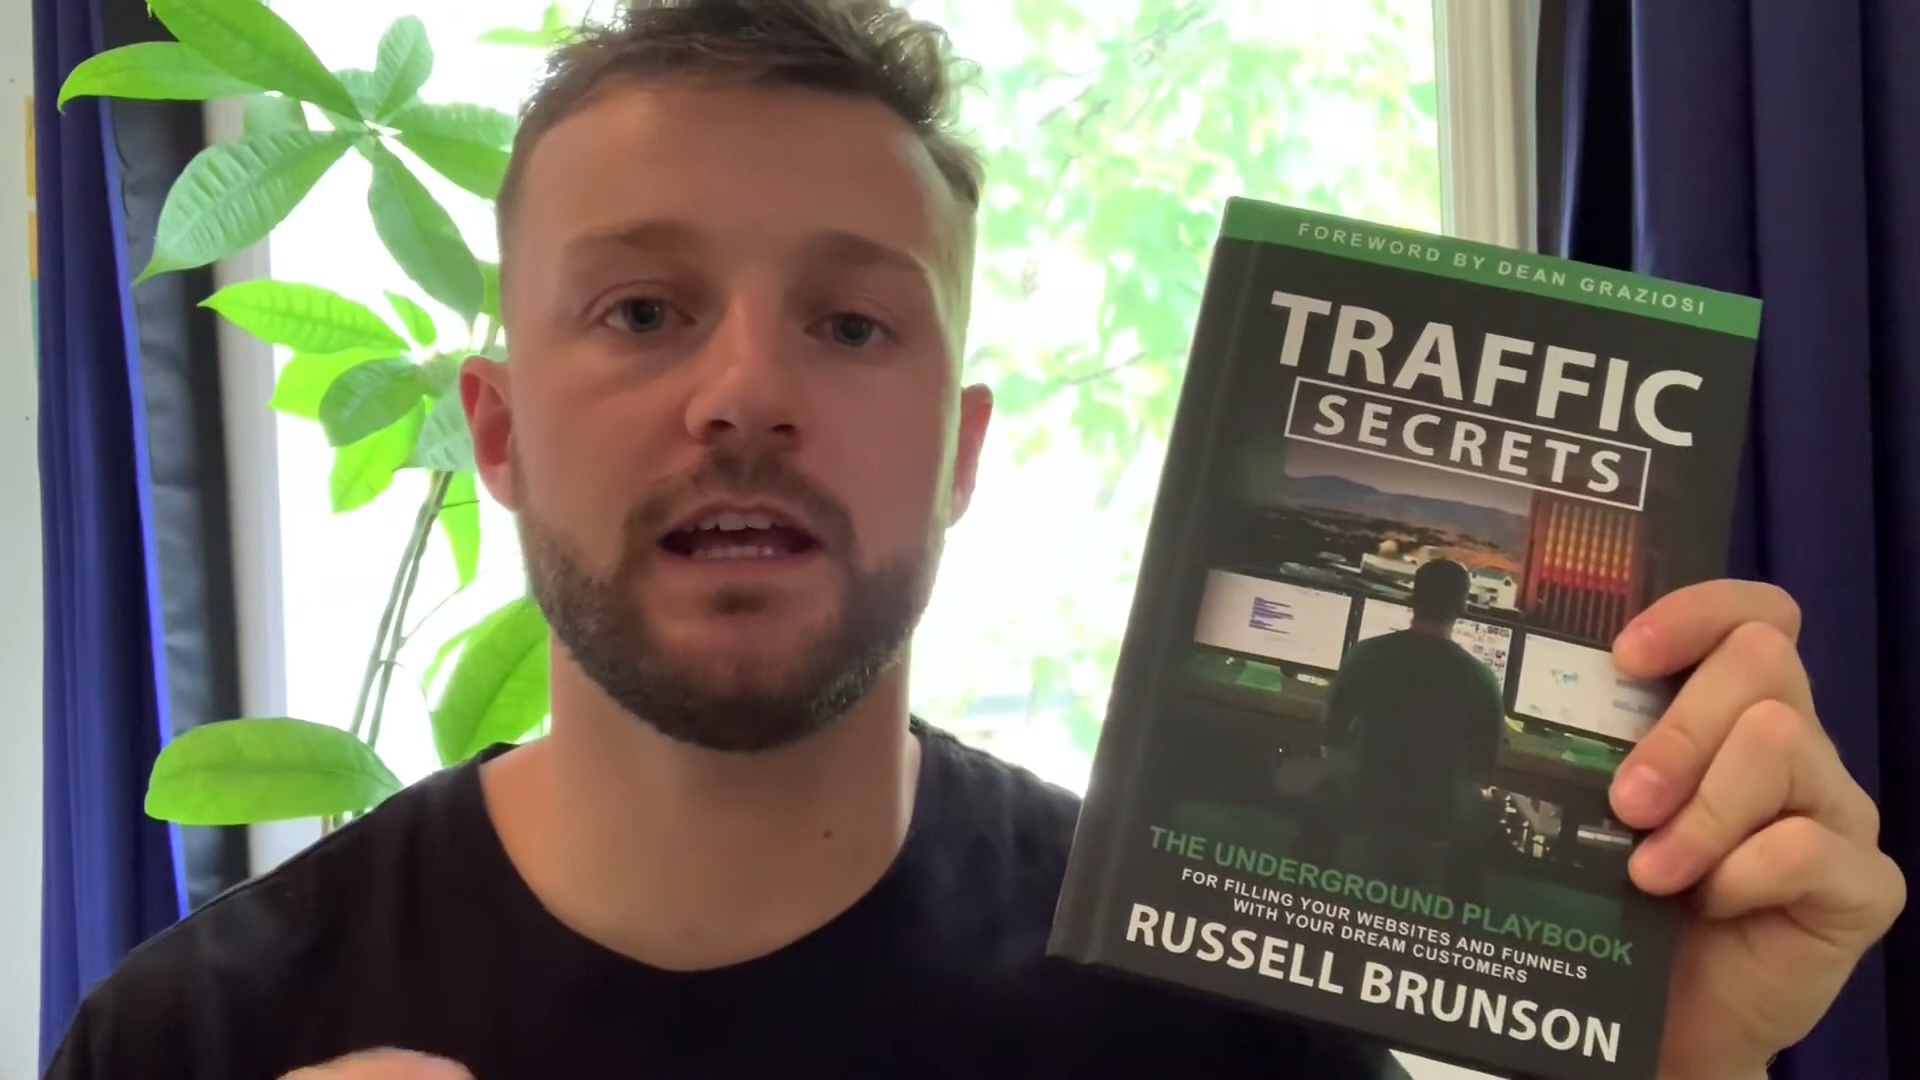 FOREWORD BY DEAN GRAZIOSI
TRAFFIC
SECRETS
THE UNDERGROUND PLAYBOOK
FOR FILLING YOUR WEBSITES AND FUNNELS
WITH YOUR DREAM CUSTOMERS
RUSSELL BRUNSON